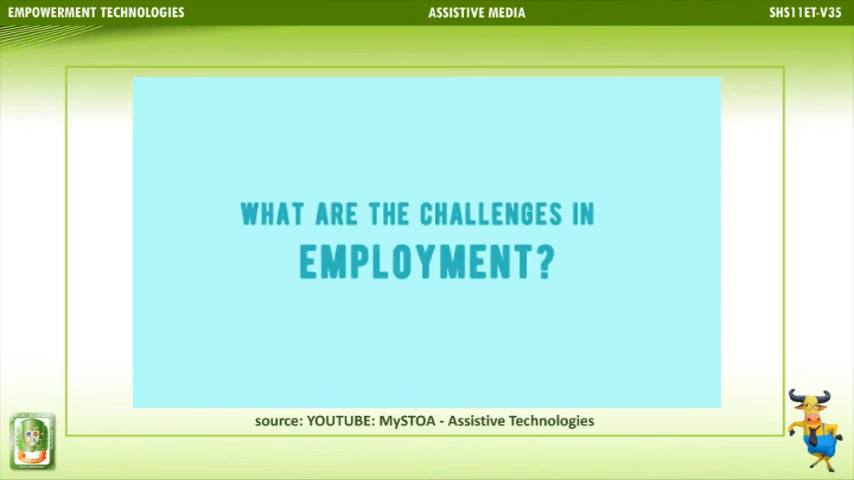 EMPOWERMENT TECHNOLOGIES
ASSISTIVE MEDIA
SHS11ET-V35
WHAT ARE THE CHALLENGES IN
EMPLOYMENT?
source: YOUTUBE: MySTOA - Assistive Technologies